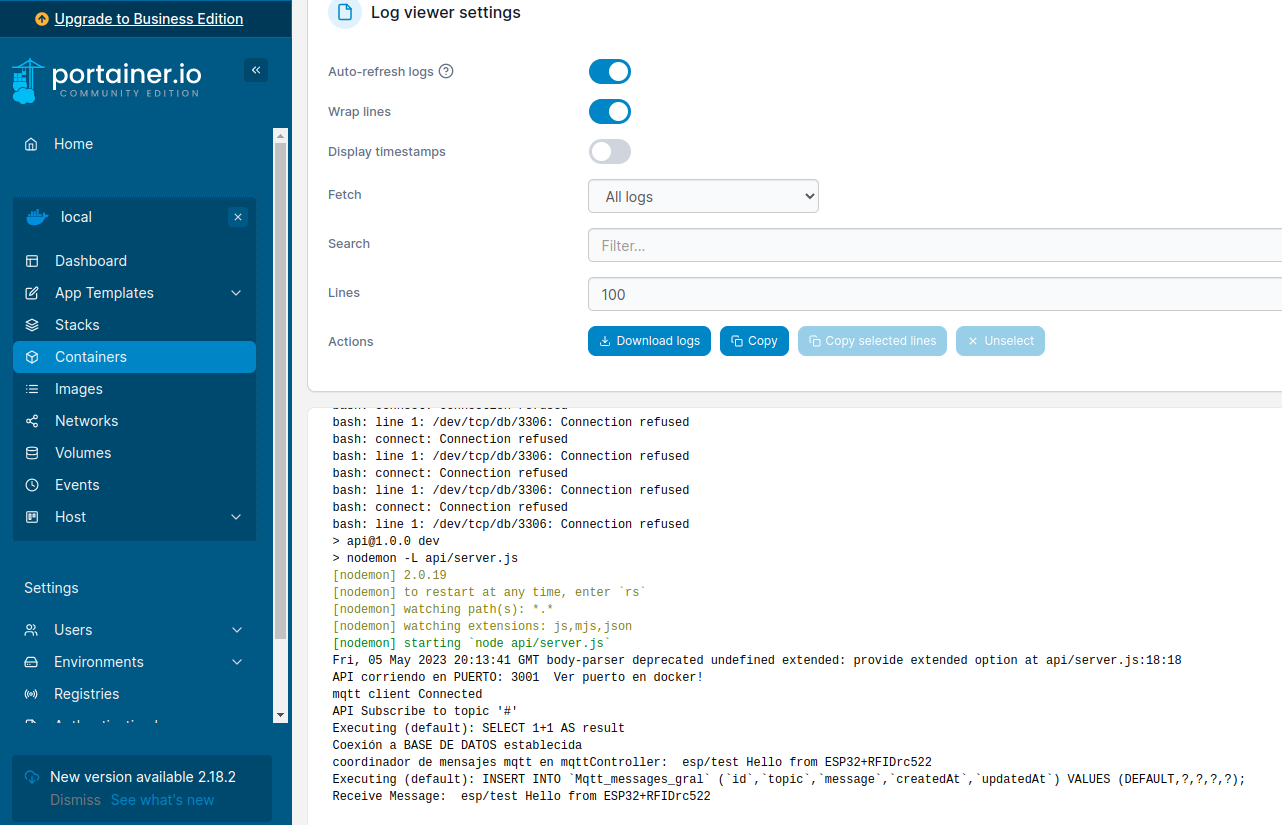 Upgrade to Business Edition
portainer.io
COMMUNITY EDITION
Home
local
Dashboard
App Templates
Stacks
Containers
Images
Networks
Volumes
Events
Host
Settings
Users
Environments
Registries
New version available 2.18.2
Dismiss See what's new
Log viewer settings
Auto-refresh logs
Wrap lines
Display timestamps
Fetch
All logs
Search
Filter...
Lines
100
Actions
Download logs
Copy
Copy selected lines
Unselect
bash: connect: Connection refused
bash: line 1: /dev/tcp/db/3306: Connection refused
bash: connect: Connection refused
bash: line 1: /dev/tcp/db/3306: Connection refused
bash: connect: Connection refused
bash: line 1: /dev/tcp/db/3306: Connection refused
bash: connect: Connection refused
bash: line 1: /dev/tcp/db/3306: Connection refused
> api@1.0.0 dev
> nodemon -L api/server.js
[nodemon] 2.0.19
[nodemon] to restart at any time, enter `rs`
[nodemon] watching path(s): *.*
[nodemon] watching extensions: js,mjs,json
[nodemon] starting `node api/server.js`
Fri, 05 May 2023 20:13:41 GMT body-parser deprecated undefined extended: provide extended option at api/server.js:18:18
API corriendo en PUERTO: 3001  Ver puerto en docker!
mqtt client Connected
API Subscribe to topic '#'
Executing (default): SELECT 1+1 AS result
Coexión a BASE DE DATOS establecida
coordinador de mensajes mqtt en mqttController:  esp/test Hello from ESP32+RFIDrc522
Executing (default): INSERT INTO `Mqtt_messages_gral` (`id`,`topic`,`message`,`createdAt`,`updatedAt`) VALUES (DEFAULT,?,?,?,?);
Receive Message:  esp/test Hello from ESP32+RFIDrc522